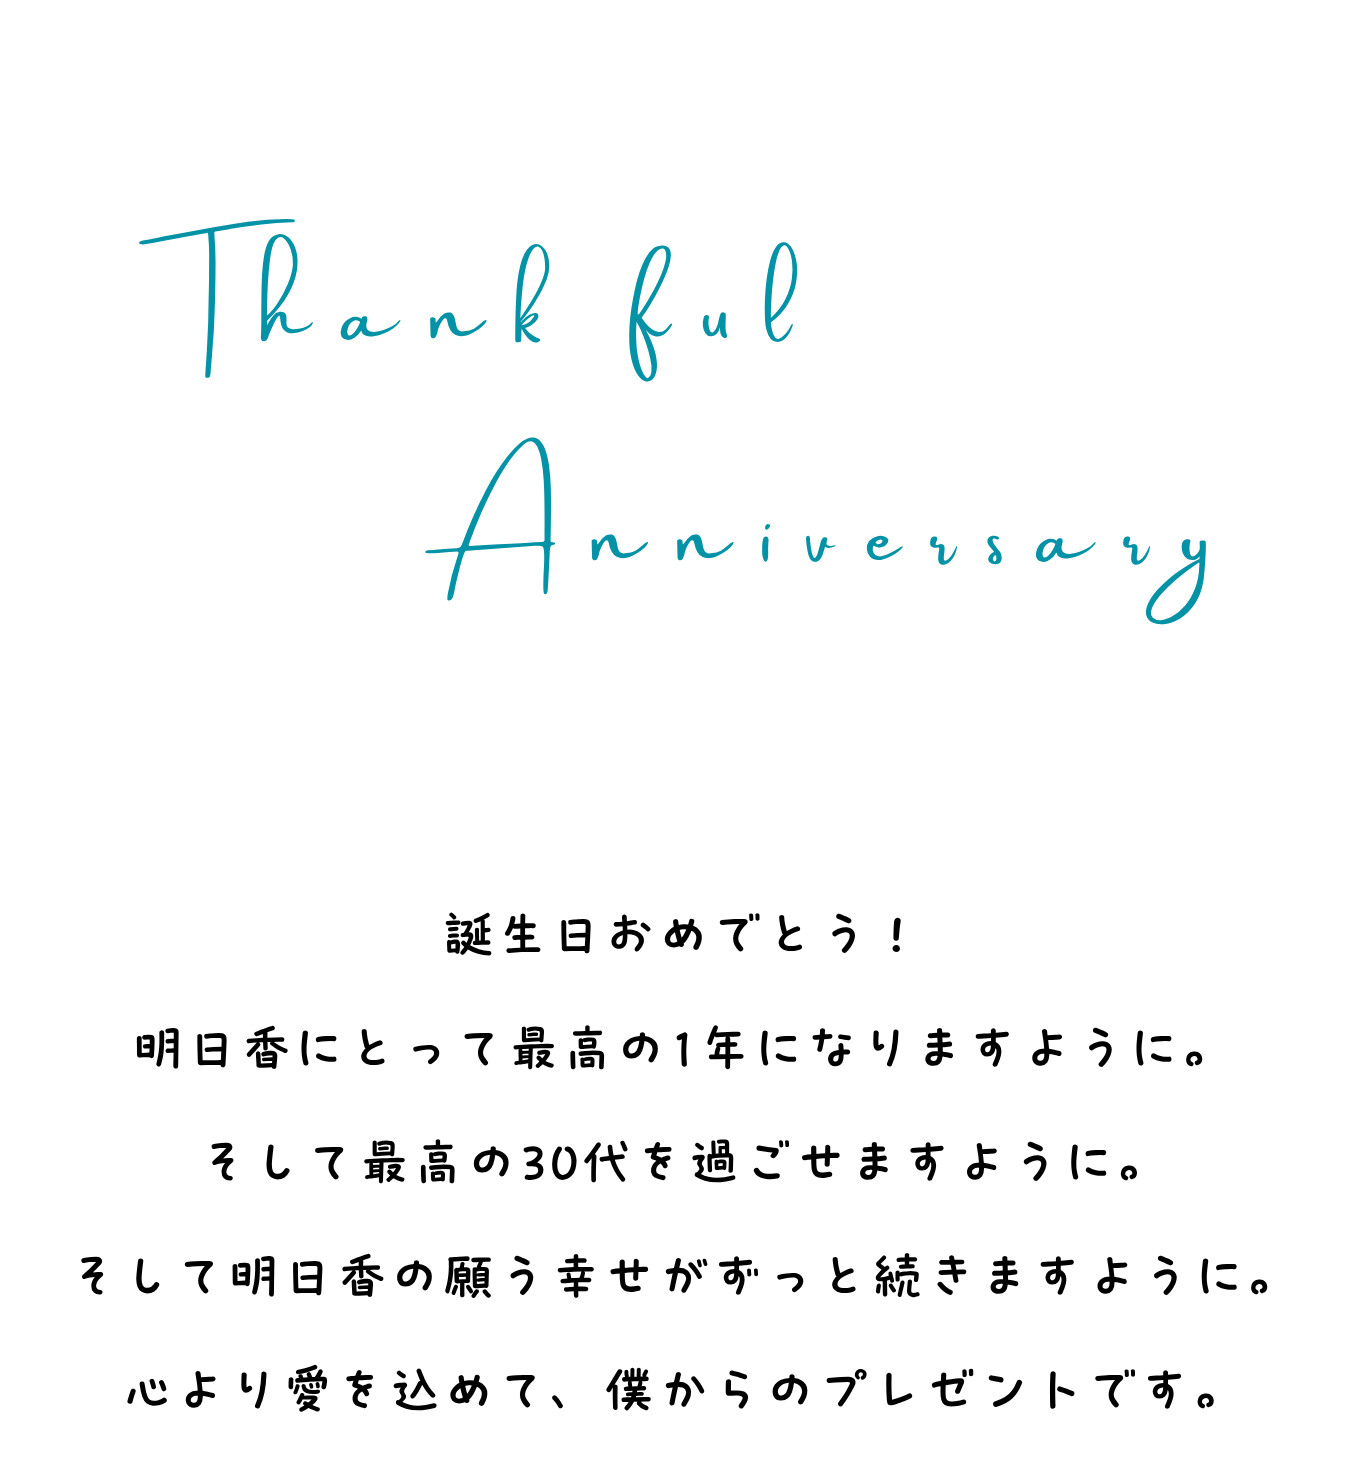 Thank ful
Anniversary
誕生日おめでとう！
明日香にとって最高の1年になりますように。
そして最高の30代を過ごせますように。
そして明日香の願う幸せがずっと続きますように。
心より愛を込めて、僕からのプレゼントです。